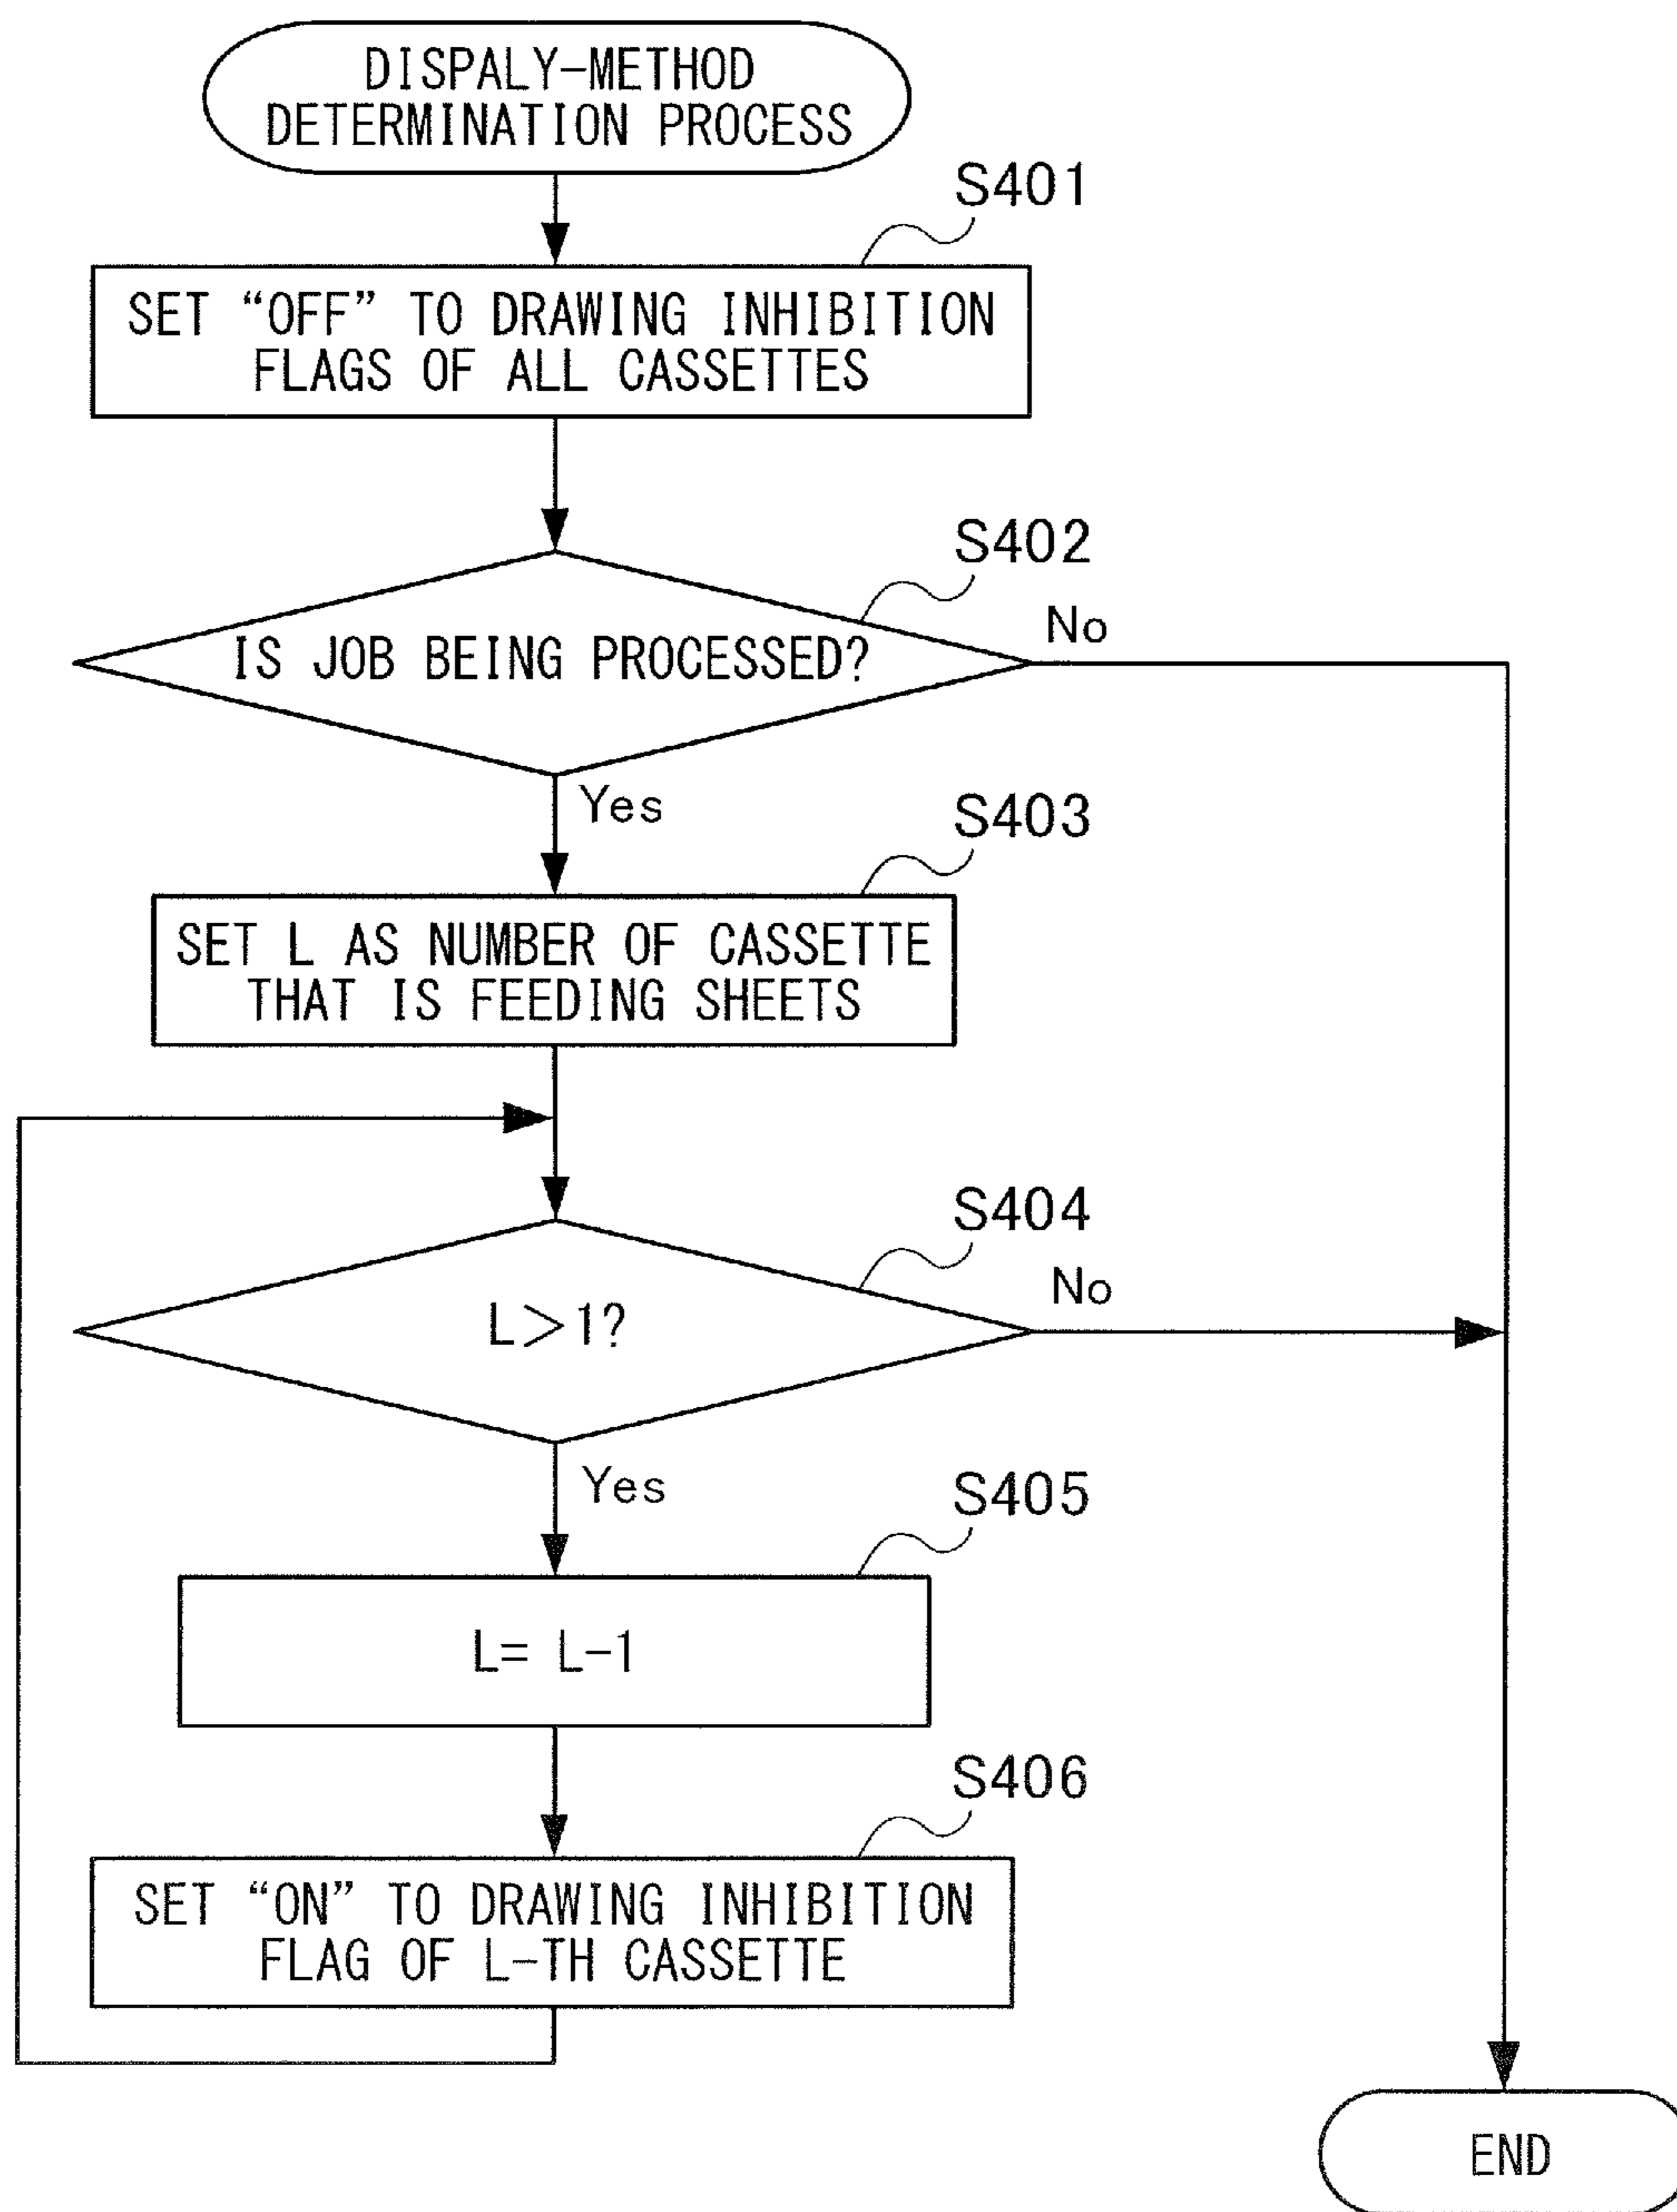 DISPALY-METHOD
DETERMINATION PROCESS
S401
SET “OFF” TO DRAWING INHIBITION
FLAGS OF ALL CASSETTES
S402
IS JOB BEING PROCESSED?
No
Yes
S403
SET L AS NUMBER OF CASSETTE
THAT IS FEEDING SHEETS
S404
L>1?
No
Yes
S405
L= L-1
S406
SET “ON” TO DRAWING INHIBITION
FLAG OF L-TH CASSETTE
END